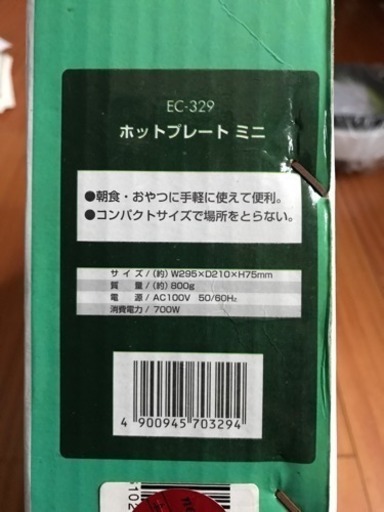 EC-329
ホットプレート ミニ
●朝食・おやつに手軽に使えて便利。
●コンパクトサイズで場所をとらない。
サイズ/(約)W295×D210×H75mm
質量/(約)800g
電源/AC100V 50/60Hz
消費電力/700W
4 900945 703294